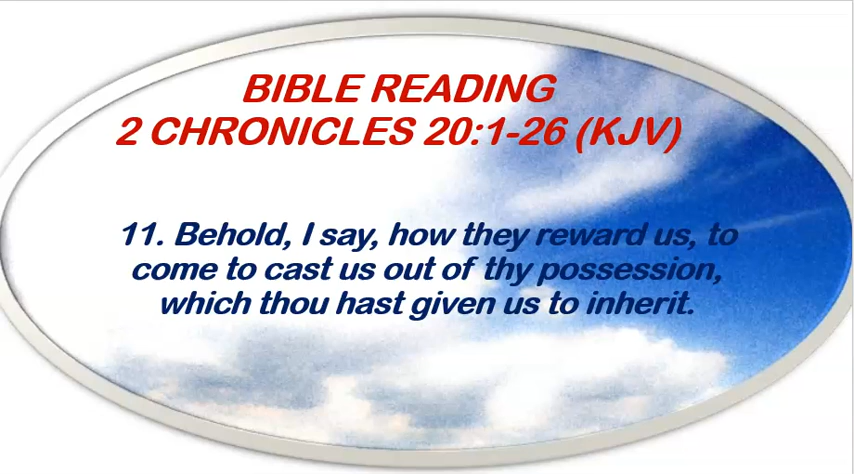 BIBLE READING
2 CHRONICLES 20:1-26 (KJV)
11. Behold, I say, how they reward us, to
come to cast us out of thy possession,
which thou hast given us to inherit.